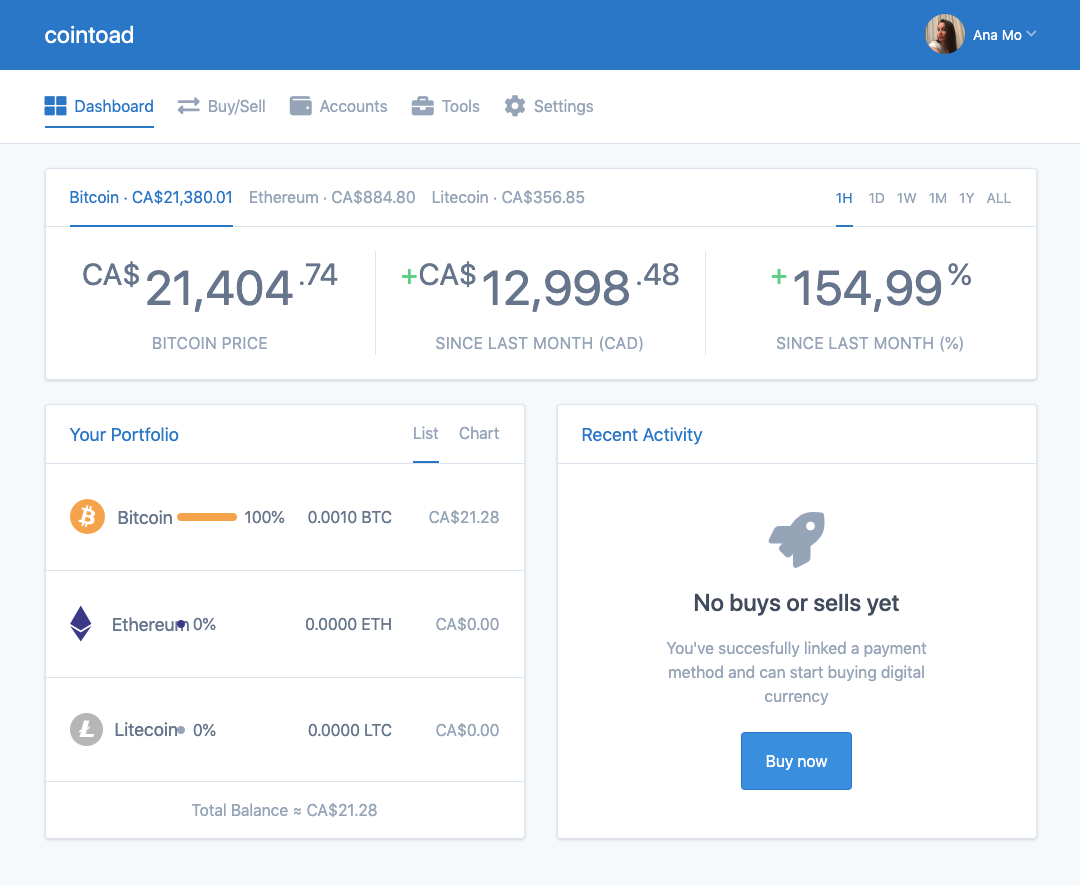 cointoad
Ana Mo
Dashboard Buy/Sell Accounts Tools Settings
Bitcoin · CA$21,380.01 Ethereum · CA$884.80 Litecoin · CA$356.85 1H 1D 1W 1M 1Y ALL
CA$21,404.74 +CA$12,998.48 +154,99%
BITCOIN PRICE SINCE LAST MONTH (CAD) SINCE LAST MONTH (%)
Your Portfolio List Chart
Bitcoin 100% 0.0010 BTC CA$21.28
Ethereum 0% 0.0000 ETH CA$0.00
Litecoin 0% 0.0000 LTC CA$0.00
Total Balance ≈ CA$21.28
Recent Activity
No buys or sells yet
You've succesfully linked a payment
method and can start buying digital
currency
Buy now